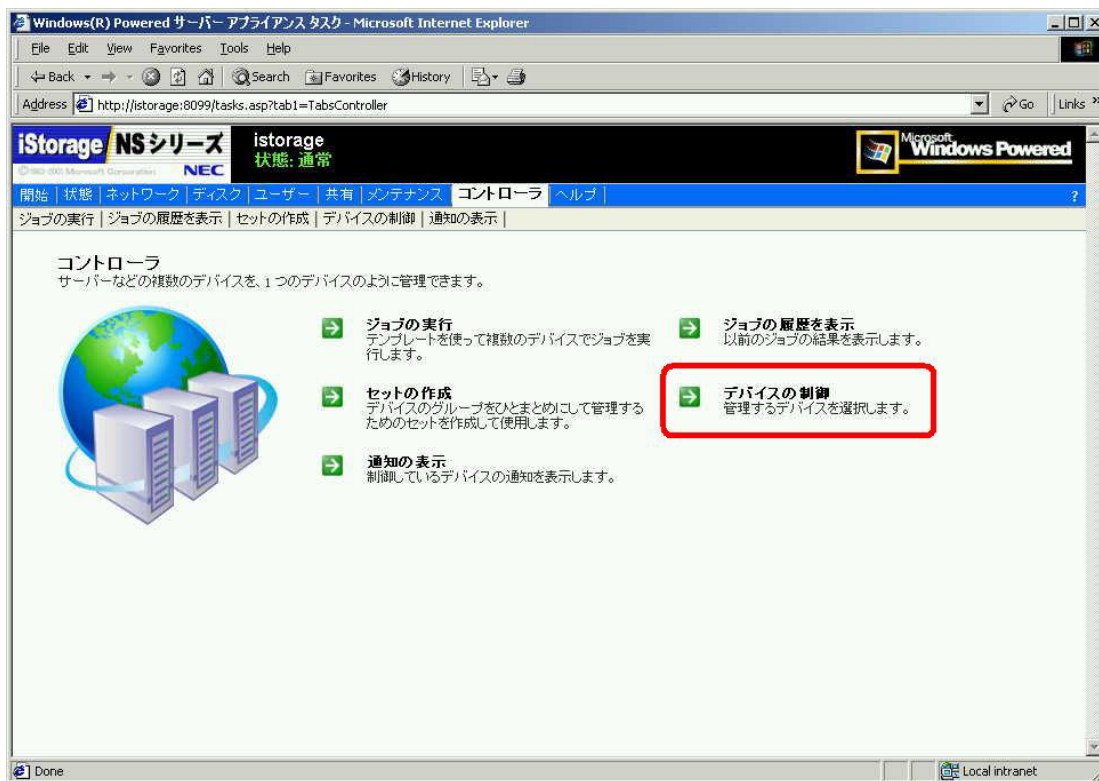 Windows(R) Powered サーバー アプライアンス タスク - Microsoft Internet Explorer
File Edit View Favorites Tools Help
Back Search Favorites History
Address http://istorage:8099/tasks.asp?tab1=TabsController Go Links »
iStorage NS シリーズ istorage Microsoft Windows Powered
状態: 通常
NEC
開始 | 状態 | ネットワーク | ディスク | ユーザー | 共有 | メンテナンス | コントローラ | ヘルプ | ?
ジョブの実行 | ジョブの履歴を表示 | セットの作成 | デバイスの制御 | 通知の表示 |
コントローラ
サーバーなどの複数のデバイスを、1 つのデバイスのように管理できます。
ジョブの実行
テンプレートを使って複数のデバイスでジョブを実
行します。
ジョブの履歴を表示
以前のジョブの結果を表示します。
セットの作成
デバイスのグループをひとまとめにして管理する
ためのセットを作成して使用します。
デバイスの制御
管理するデバイスを選択します。
通知の表示
制御しているデバイスの通知を表示します。
Done Local intranet